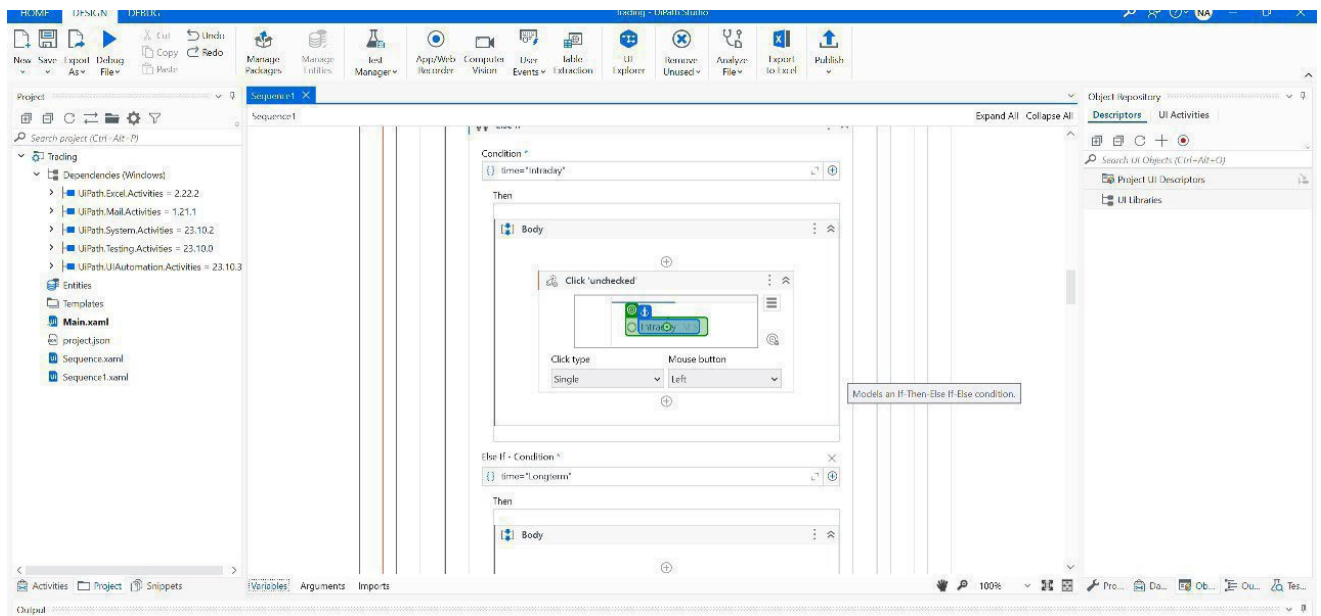 HOME DESIGN DEBUG Trading - UiPath Studio NA
New Save Export As Debug File Cut Copy Paste Undo Redo Manage Packages Manage Entities Test Manager App/Web Recorder Computer Vision User Events Table Extraction UI Explorer Remove Unused Analyze File Export to Excel Publish
Project
Search project (Ctrl+Alt+P)
Trading
Dependencies (Windows)
UiPath.Excel.Activities = 2.22.2
UiPath.Mail.Activities = 1.21.1
UiPath.System.Activities = 23.10.2
UiPath.Testing.Activities = 23.10.0
UiPath.UIAutomation.Activities = 23.10.3
Entities
Templates
Main.xaml
project.json
Sequence.xaml
Sequence1.xaml
Sequence1
Sequence1 Expand All Collapse All
Else If
Condition *
{} time="Intraday"
Then
Body
Click 'unchecked'
Intraday
Click type Mouse button
Single Left
Models an If-Then-Else If-Else condition.
Else If - Condition *
{} time="Longterm"
Then
Body
Object Repository
Descriptors UI Activities
Search UI Objects (Ctrl+Alt+O)
Project UI Descriptors
UI Libraries
Activities Project Snippets Variables Arguments Imports 100% Pro... Da... Ob... Ou... Tes...
Output